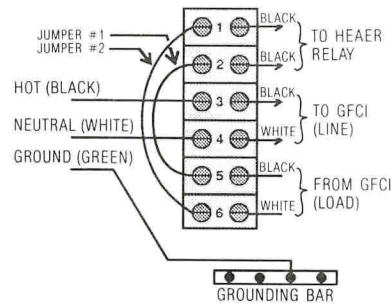 JUMPER #1
JUMPER #2
HOT (BLACK)
NEUTRAL (WHITE)
GROUND (GREEN)
1
2
3
4
5
6
BLACK
BLACK
BLACK
WHITE
BLACK
WHITE
TO HEAER
RELAY
TO GFCI
(LINE)
FROM GFCI
(LOAD)
GROUNDING BAR